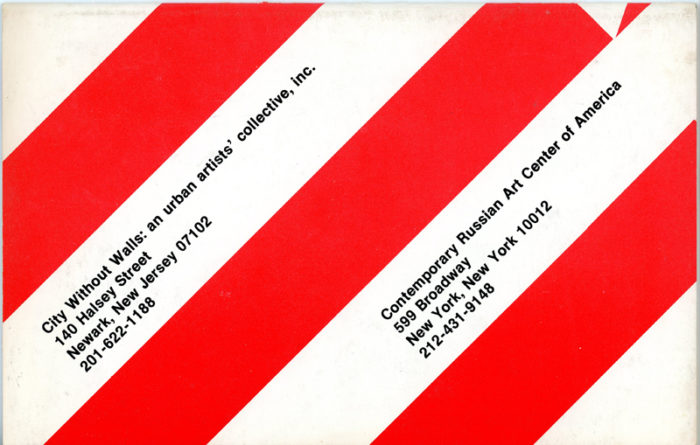 City Without Walls: an urban artists' collective, inc.
140 Halsey Street
Newark, New Jersey 07102
201-622-1188
Contemporary Russian Art Center of America
599 Broadway
New York, New York 10012
212-431-9148